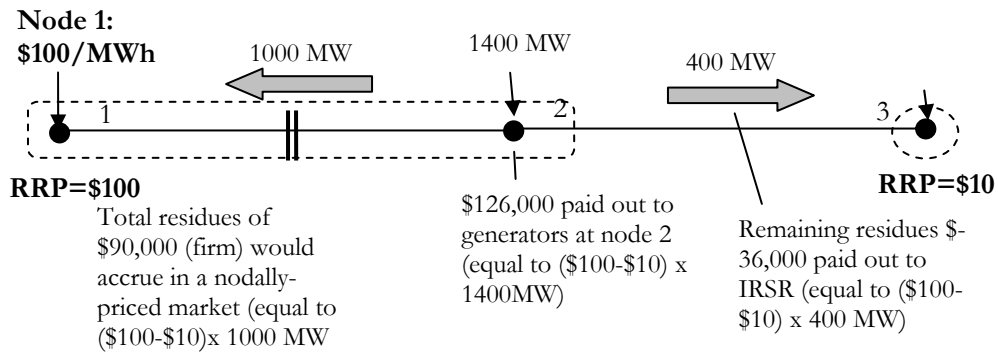 Node 1:
$100/MWh
1000 MW
1400 MW
400 MW
1
2
3
RRP=$100
RRP=$10
Total residues of
$90,000 (firm) would
accrue in a nodally-
priced market (equal to
($100-$10)x 1000 MW
$126,000 paid out to
generators at node 2
(equal to ($100-$10) x
1400MW)
Remaining residues $-
36,000 paid out to
IRSR (equal to ($100-
$10) x 400 MW)